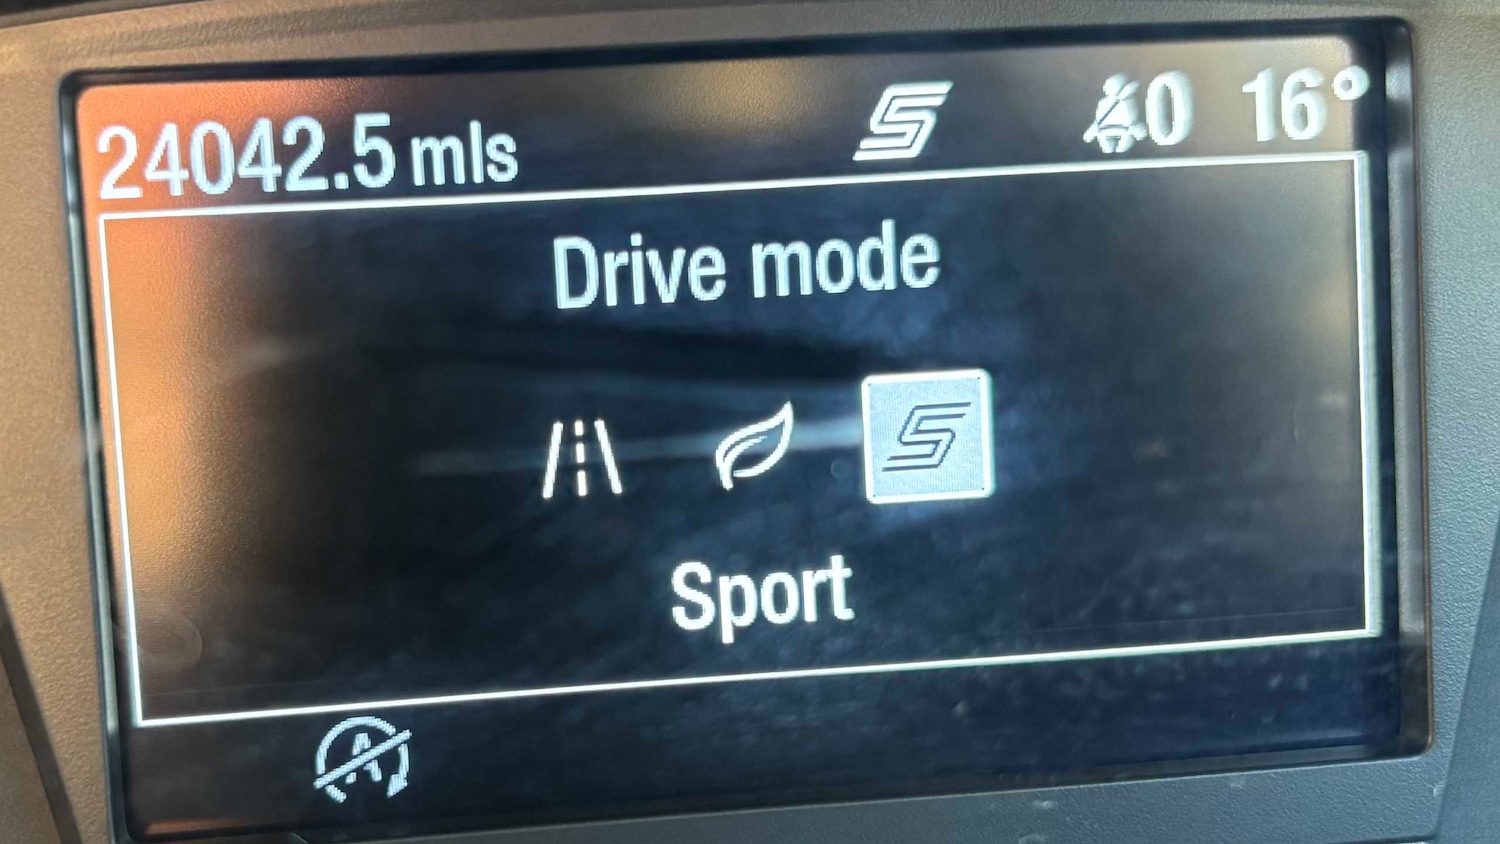 24042.5 mls S 0 16°
Drive mode
S
Sport
A